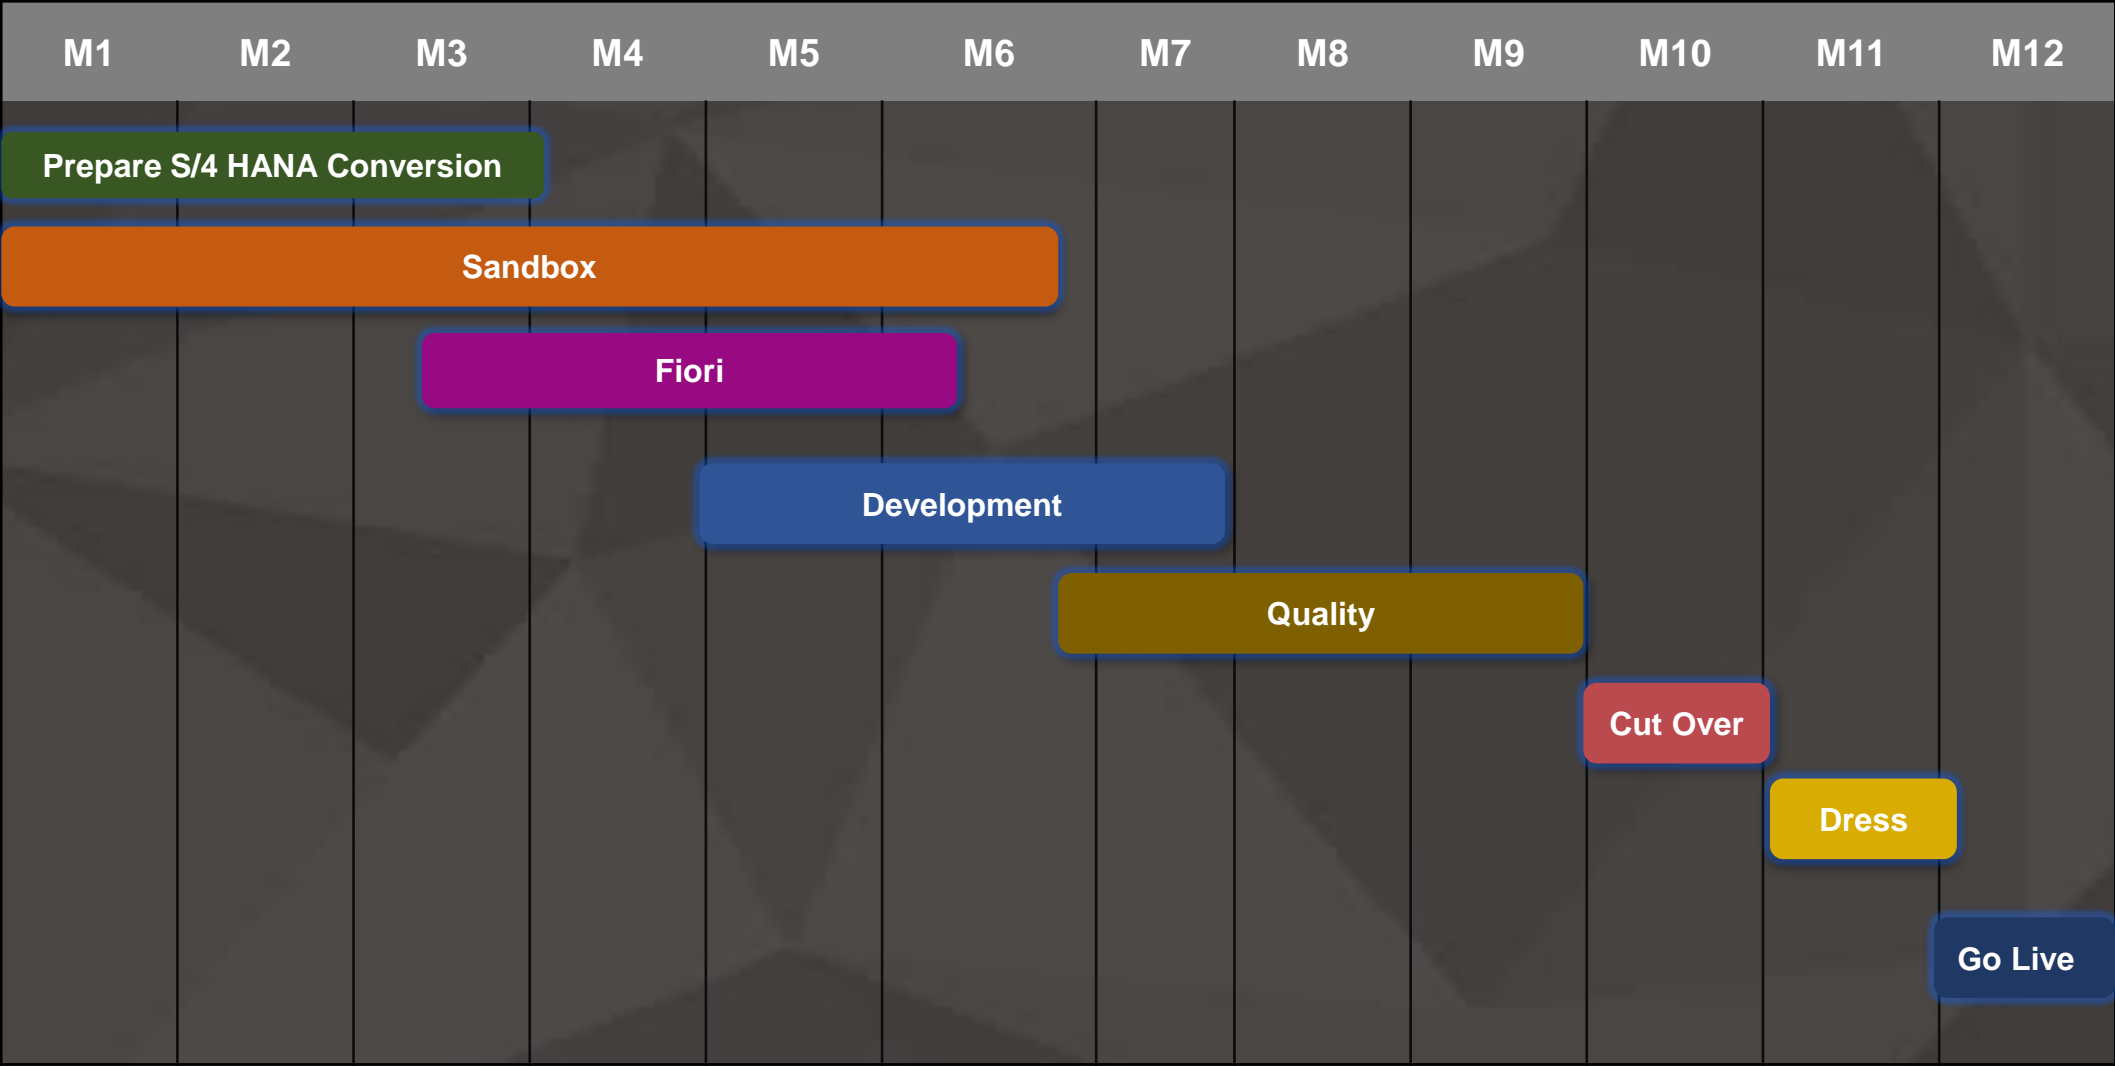 M1 M2 M3 M4 M5 M6 M7 M8 M9 M10 M11 M12
Prepare S/4 HANA Conversion
Sandbox
Fiori
Development
Quality
Cut Over
Dress
Go Live